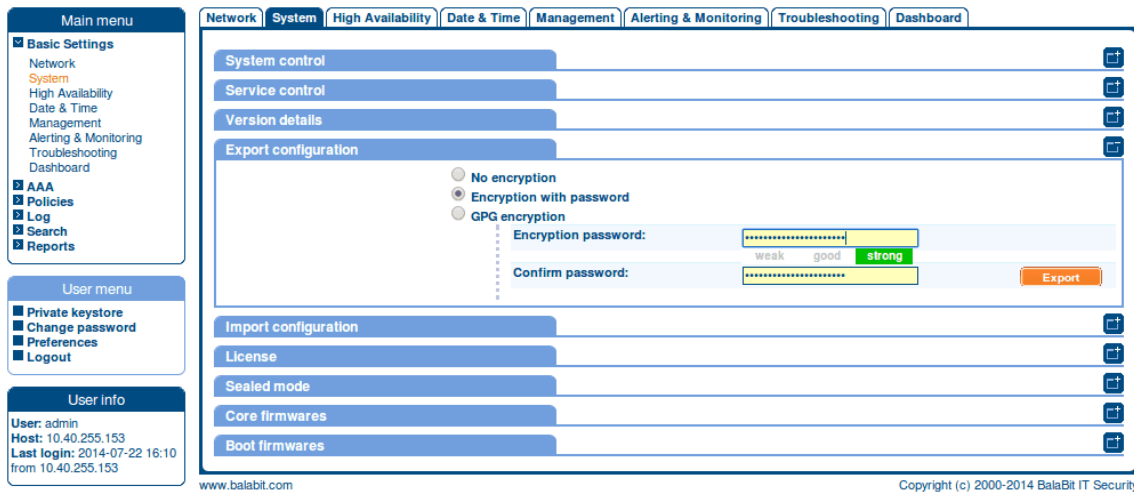 Main menu
Basic Settings
Network
System
High Availability
Date & Time
Management
Alerting & Monitoring
Troubleshooting
Dashboard
AAA
Policies
Log
Search
Reports
User menu
Private keystore
Change password
Preferences
Logout
User info
User: admin
Host: 10.40.255.153
Last login: 2014-07-22 16:10
from 10.40.255.153
Network System High Availability Date & Time Management Alerting & Monitoring Troubleshooting Dashboard
System control
Service control
Version details
Export configuration
No encryption
Encryption with password
GPG encryption
Encryption password:
weak good strong
Confirm password:
Export
Import configuration
License
Sealed mode
Core firmwares
Boot firmwares
www.balabit.com
Copyright (c) 2000-2014 BalaBit IT Security